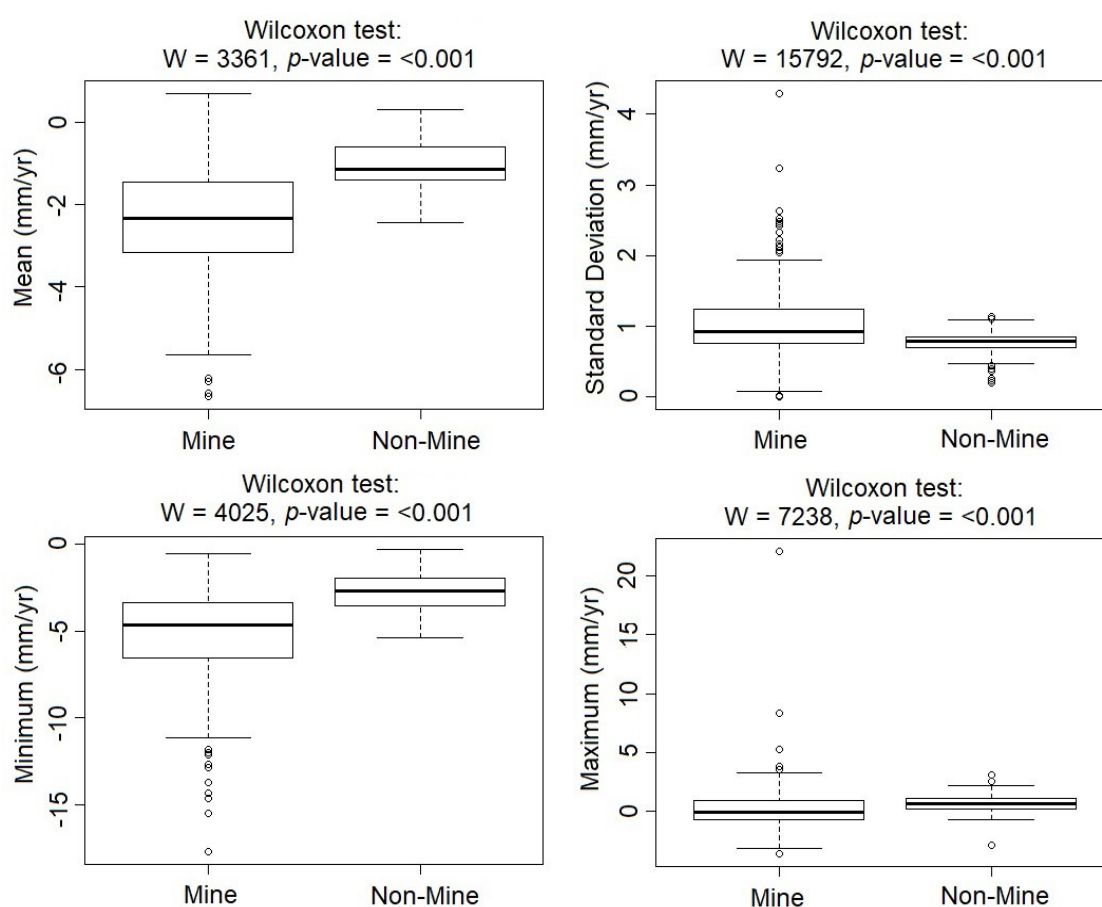 Wilcoxon test:
W = 3361, p-value = <0.001
Mean (mm/yr)
0
-2
-4
-6
Mine
Non-Mine
Wilcoxon test:
W = 15792, p-value = <0.001
Standard Deviation (mm/yr)
4
3
2
1
0
Mine
Non-Mine
Wilcoxon test:
W = 4025, p-value = <0.001
Minimum (mm/yr)
0
-5
-10
-15
Mine
Non-Mine
Wilcoxon test:
W = 7238, p-value = <0.001
Maximum (mm/yr)
20
15
10
5
0
Mine
Non-Mine